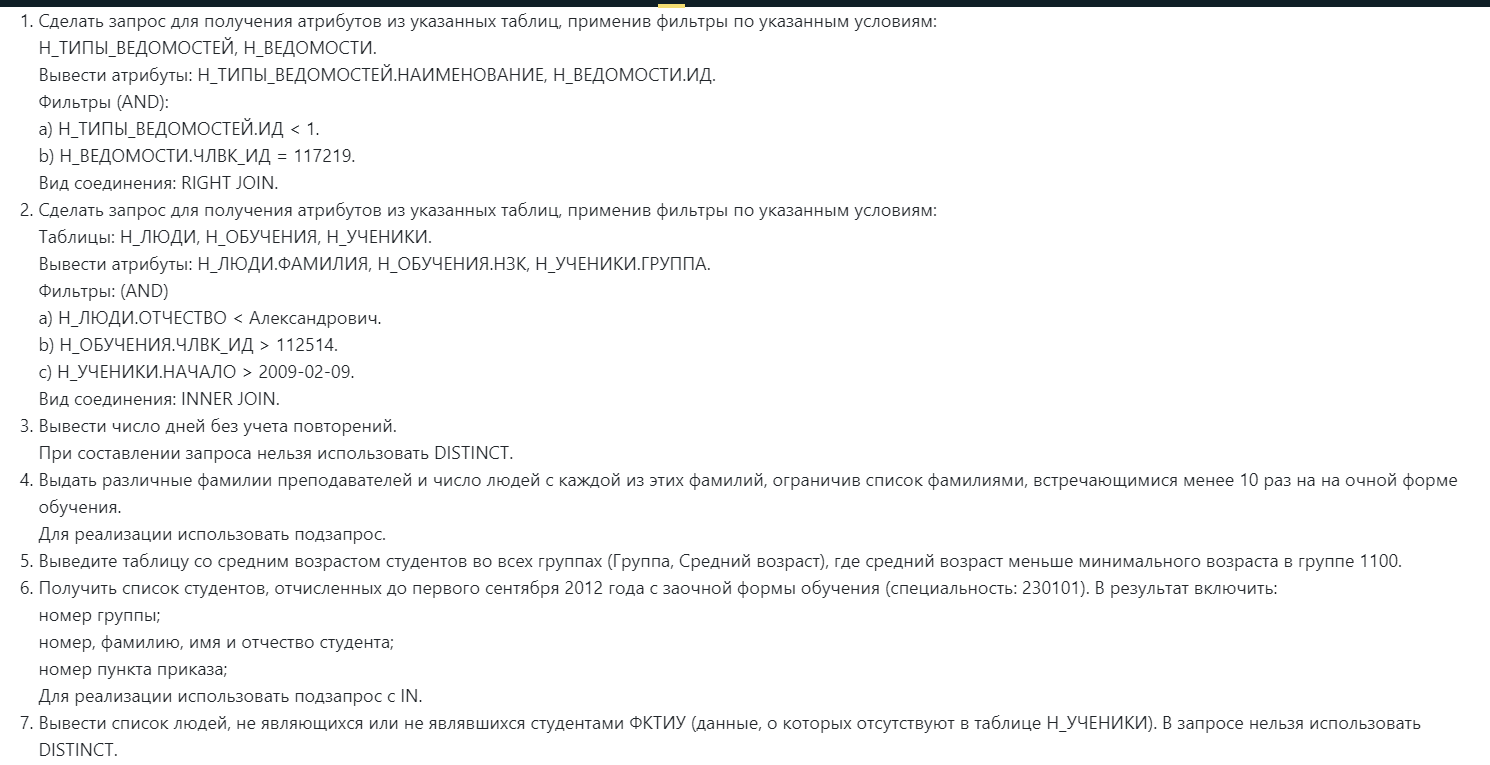 1. Сделать запрос для получения атрибутов из указанных таблиц, применив фильтры по указанным условиям:
Н_ТИПЫ_ВЕДОМОСТЕЙ, Н_ВЕДОМОСТИ.
Вывести атрибуты: Н_ТИПЫ_ВЕДОМОСТЕЙ.НАИМЕНОВАНИЕ, Н_ВЕДОМОСТИ.ИД.
Фильтры (AND):
a) Н_ТИПЫ_ВЕДОМОСТЕЙ.ИД < 1.
b) Н_ВЕДОМОСТИ.ЧЛВК_ИД = 117219.
Вид соединения: RIGHT JOIN.
2. Сделать запрос для получения атрибутов из указанных таблиц, применив фильтры по указанным условиям:
Таблицы: Н_ЛЮДИ, Н_ОБУЧЕНИЯ, Н_УЧЕНИКИ.
Вывести атрибуты: Н_ЛЮДИ.ФАМИЛИЯ, Н_ОБУЧЕНИЯ.НЗК, Н_УЧЕНИКИ.ГРУППА.
Фильтры: (AND)
a) Н_ЛЮДИ.ОТЧЕСТВО < Александрович.
b) Н_ОБУЧЕНИЯ.ЧЛВК_ИД > 112514.
c) Н_УЧЕНИКИ.НАЧАЛО > 2009-02-09.
Вид соединения: INNER JOIN.
3. Вывести число дней без учета повторений.
При составлении запроса нельзя использовать DISTINCT.
4. Выдать различные фамилии преподавателей и число людей с каждой из этих фамилий, ограничив список фамилиями, встречающимися менее 10 раз на на очной форме
обучения.
Для реализации использовать подзапрос.
5. Выведите таблицу со средним возрастом студентов во всех группах (Группа, Средний возраст), где средний возраст меньше минимального возраста в группе 1100.
6. Получить список студентов, отчисленных до первого сентября 2012 года с заочной формы обучения (специальность: 230101). В результат включить:
номер группы;
номер, фамилию, имя и отчество студента;
номер пункта приказа;
Для реализации использовать подзапрос с IN.
7. Вывести список людей, не являющихся или не являвшихся студентами ФКТИУ (данные, о которых отсутствуют в таблице Н_УЧЕНИКИ). В запросе нельзя использовать
DISTINCT.